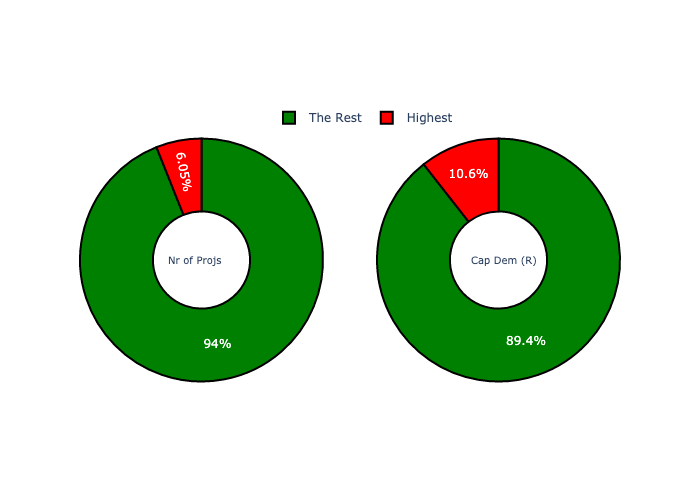 The Rest
Highest
6.05%
94%
Nr of Projs
10.6%
89.4%
Cap Dem (R)